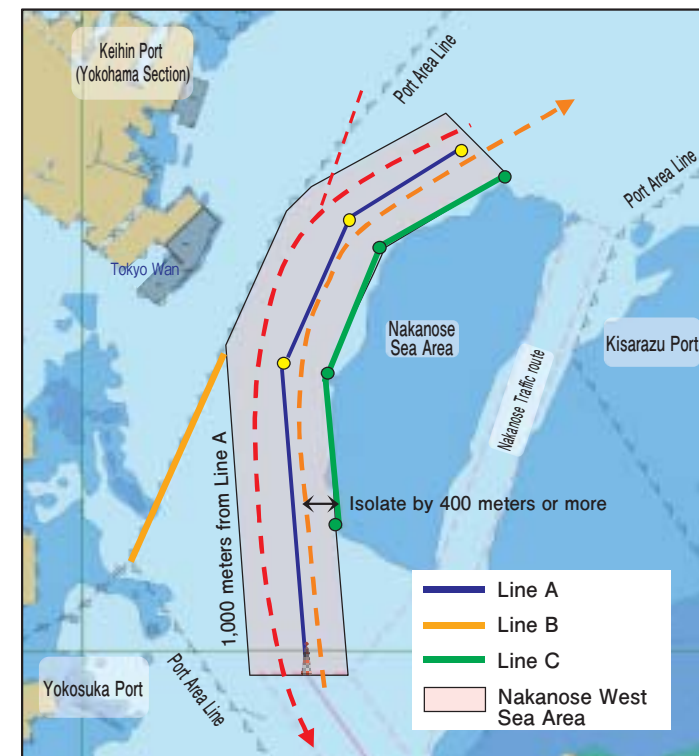 Keihin Port
(Yokohama Section)
Port Area Line
Port Area Line
Tokyo Wan
Nakanose
Sea Area
Kisarazu Port
Nakanose Traffic route
1,000 meters from Line A
Isolate by 400 meters or more
Yokosuka Port
Port Area Line
Line A
Line B
Line C
Nakanose West
Sea Area